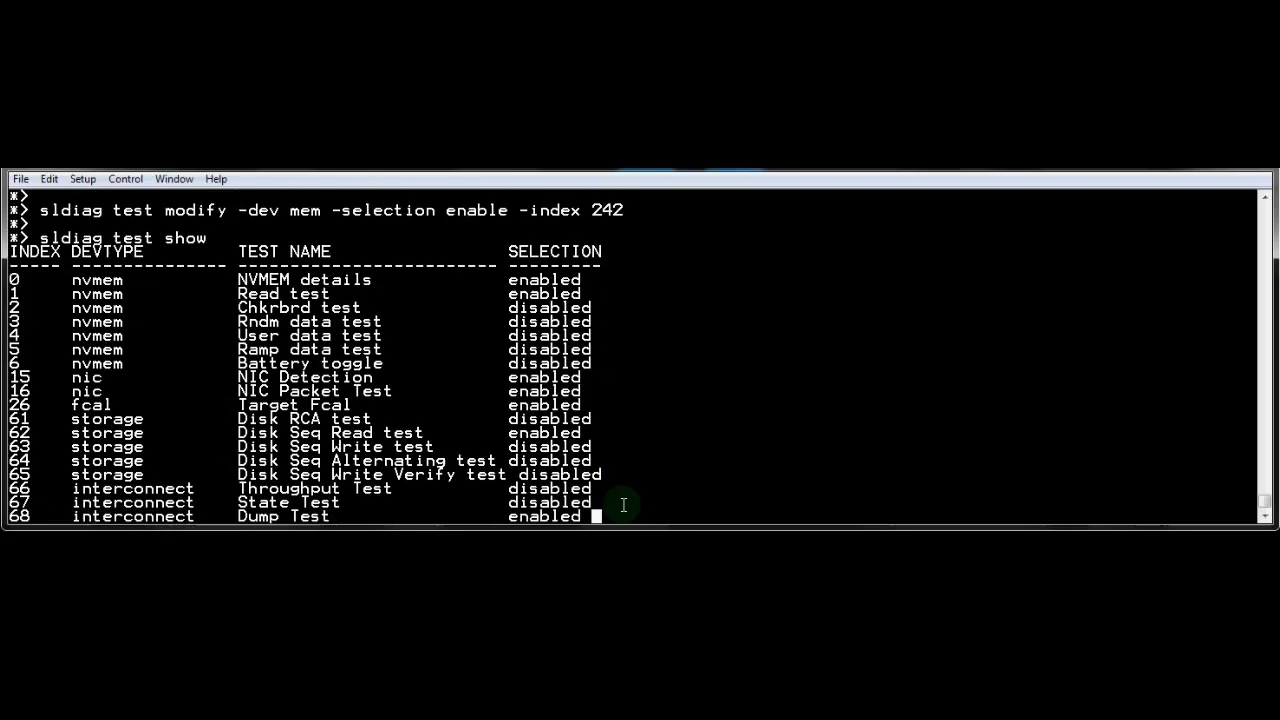 File Edit Setup Control Window Help
*>
*> sldiag test modify -dev mem -selection enable -index 242
*>
*> sldiag test show
INDEX DEVTYPE TEST NAME SELECTION
----- --------------- ------------------------- ---------
0 nvmem NVMEM details enabled
1 nvmem Read test enabled
2 nvmem Chkrbrd test disabled
3 nvmem Rndm data test disabled
4 nvmem User data test disabled
5 nvmem Ramp data test disabled
6 nvmem Battery toggle disabled
15 nic NIC Detection enabled
16 nic NIC Packet Test enabled
26 fcal Target Fcal enabled
61 storage Disk RCA test disabled
62 storage Disk Seq Read test enabled
63 storage Disk Seq Write test disabled
64 storage Disk Seq Alternating test disabled
65 storage Disk Seq Write Verify test disabled
66 interconnect Throughput Test disabled
67 interconnect State Test disabled
68 interconnect Dump Test enabled